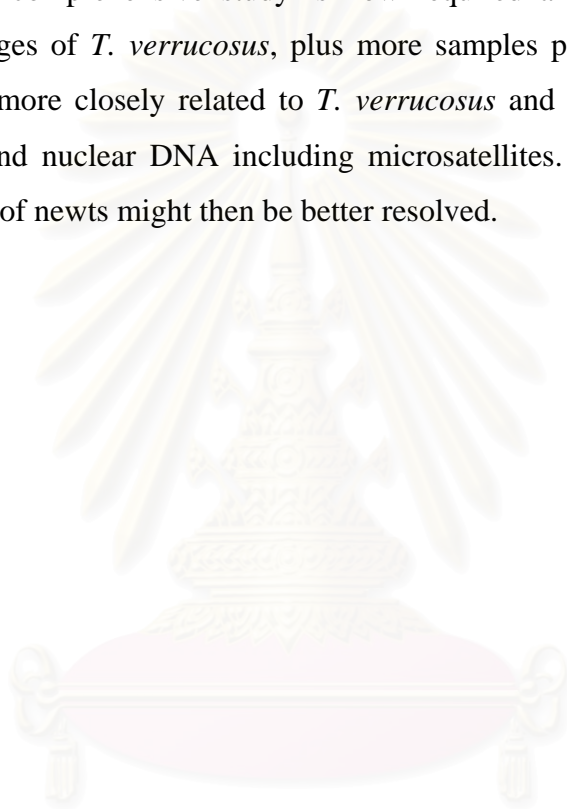 ges of T. verrucosus, plus more samples p
more closely related to T. verrucosus and
nd nuclear DNA including microsatellites.
of newts might then be better resolved.